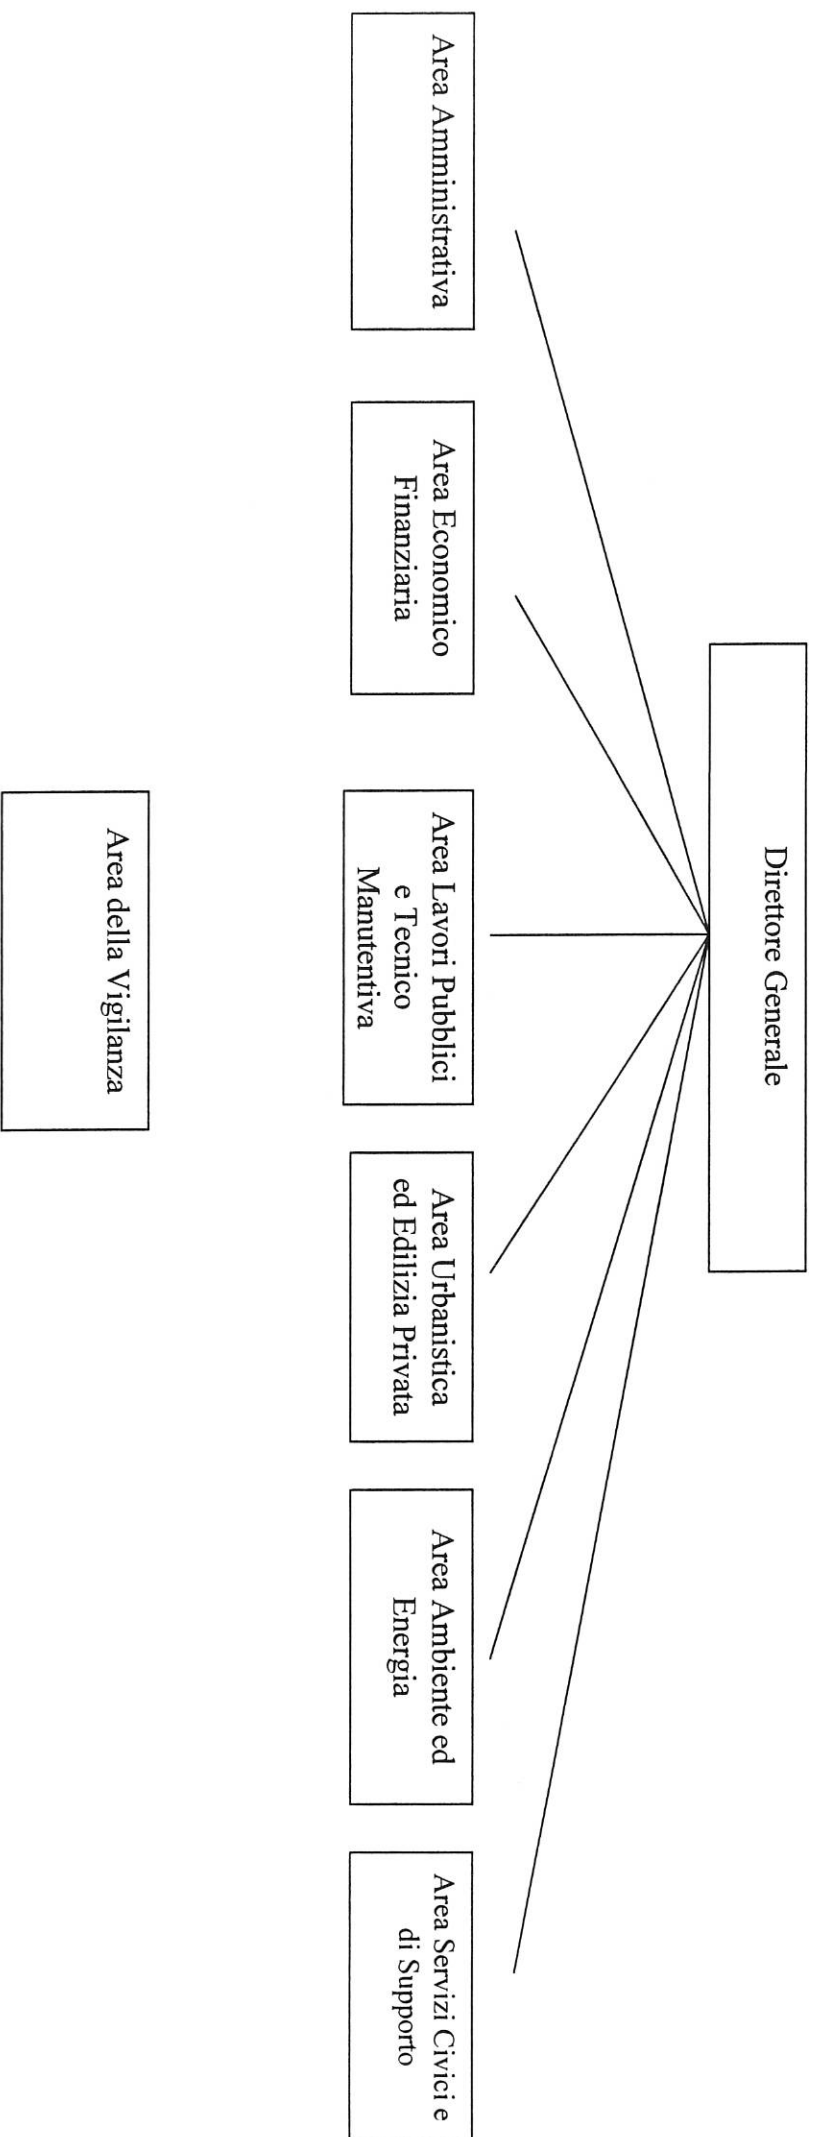 Direttore Generale
Area Amministrativa
Area Economico
Finanziaria
Area Lavori Pubblici
e Tecnico
Manutentiva
Area Urbanistica
ed Edilizia Privata
Area Ambiente ed
Energia
Area Servizi Civici e
di Supporto
Area della Vigilanza